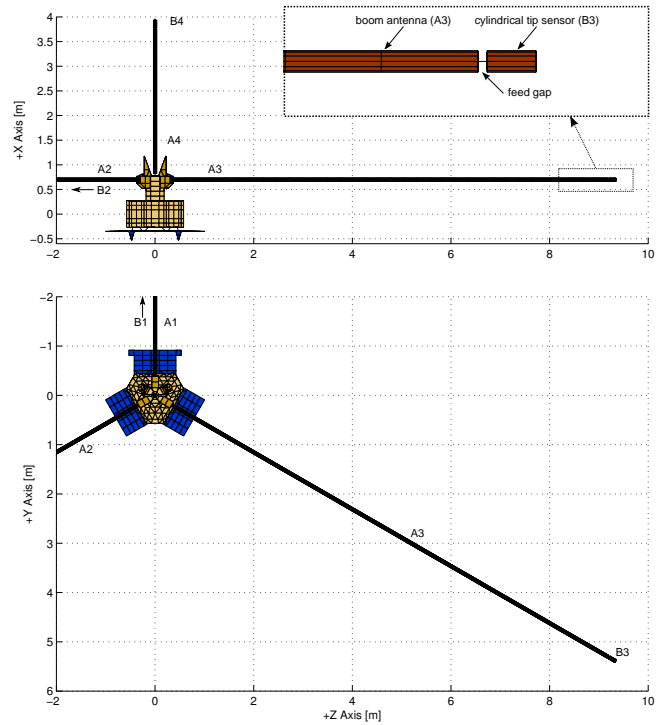 4
3.5
3
2.5
2
1.5
1
0.5
0
−0.5
+X Axis [m]
B4
A4
A2
A3
B2
boom antenna (A3)
cylindrical tip sensor (B3)
feed gap
−2
0
2
4
6
8
10
−2
−1
0
1
2
3
4
5
6
+Y Axis [m]
B1
A1
A2
A3
B3
−2
0
2
4
6
8
10
+Z Axis [m]